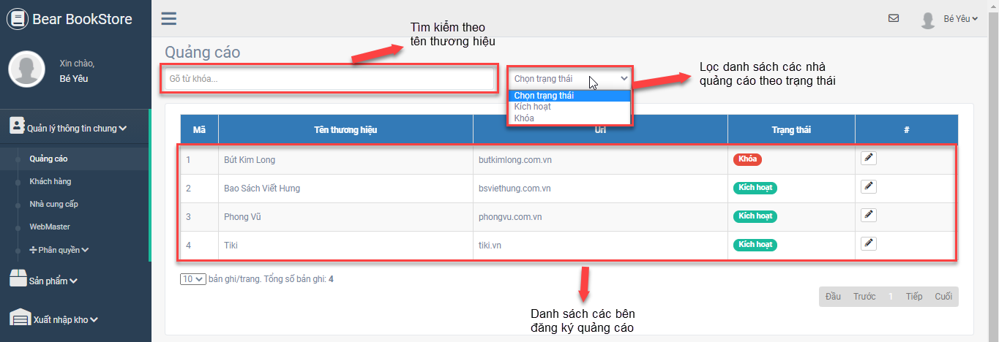 Bear BookStore
Xin chào,
Bé Yêu
Quản lý thông tin chung
Quảng cáo
Khách hàng
Nhà cung cấp
WebMaster
Phân quyền
Sản phẩm
Xuất nhập kho
Bé Yêu
Tìm kiếm theo
tên thương hiệu
Quảng cáo
Gõ từ khóa...
Chọn trạng thái
Chọn trạng thái
Kích hoạt
Khóa
Lọc danh sách các nhà
quảng cáo theo trạng thái
Mã Tên thương hiệu Url Trạng thái #
1 Bút Kim Long butkimlong.com.vn Khóa
2 Bao Sách Viết Hưng bsviethung.com.vn Kích hoạt
3 Phong Vũ phongvu.com.vn Kích hoạt
4 Tiki tiki.vn Kích hoạt
10 bản ghi/trang. Tổng số bản ghi: 4
Đầu Trước 1 Tiếp Cuối
Danh sách các bên
đăng ký quảng cáo